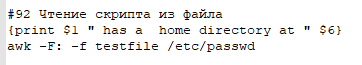 #92 Чтение скрипта из файла
{print $1 " has a  home directory at " $6}
awk -F: -f testfile /etc/passwd